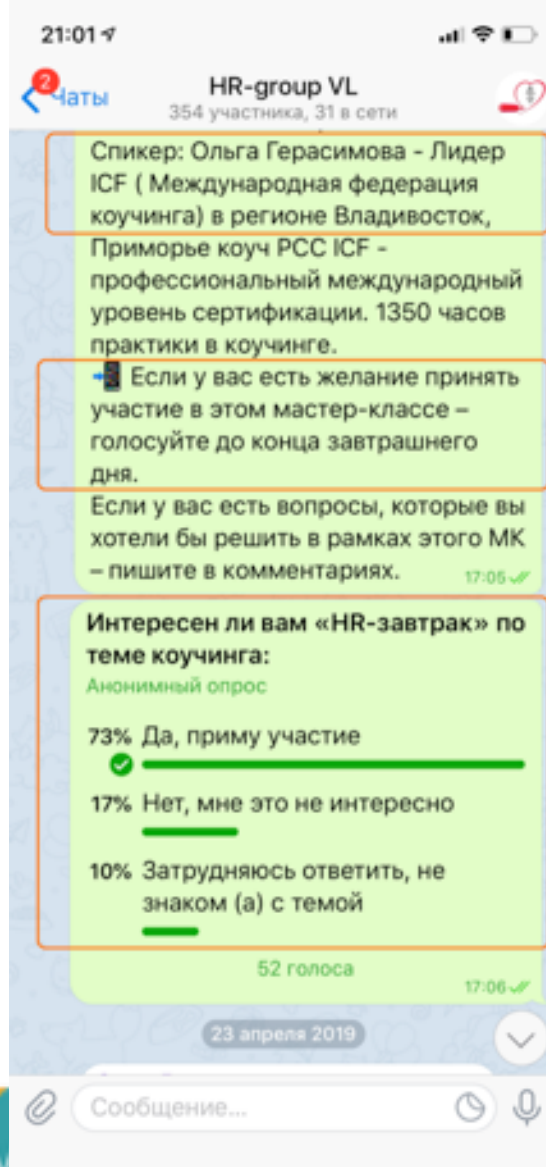 21:01
2
Чаты
HR-group VL
354 участника, 31 в сети
Спикер: Ольга Герасимова - Лидер
ICF ( Международная федерация
коучинга) в регионе Владивосток,
Приморье коуч PCC ICF -
профессиональный международный
уровень сертификации. 1350 часов
практики в коучинге.
Если у вас есть желание принять
участие в этом мастер-классе –
голосуйте до конца завтрашнего
дня.
Если у вас есть вопросы, которые вы
хотели бы решить в рамках этого МК
– пишите в комментариях. 17:05
Интересен ли вам «HR-завтрак» по
теме коучинга:
Анонимный опрос
73% Да, приму участие
17% Нет, мне это не интересно
10% Затрудняюсь ответить, не
знаком (а) с темой
52 голоса
17:06
23 апреля 2019
Сообщение...